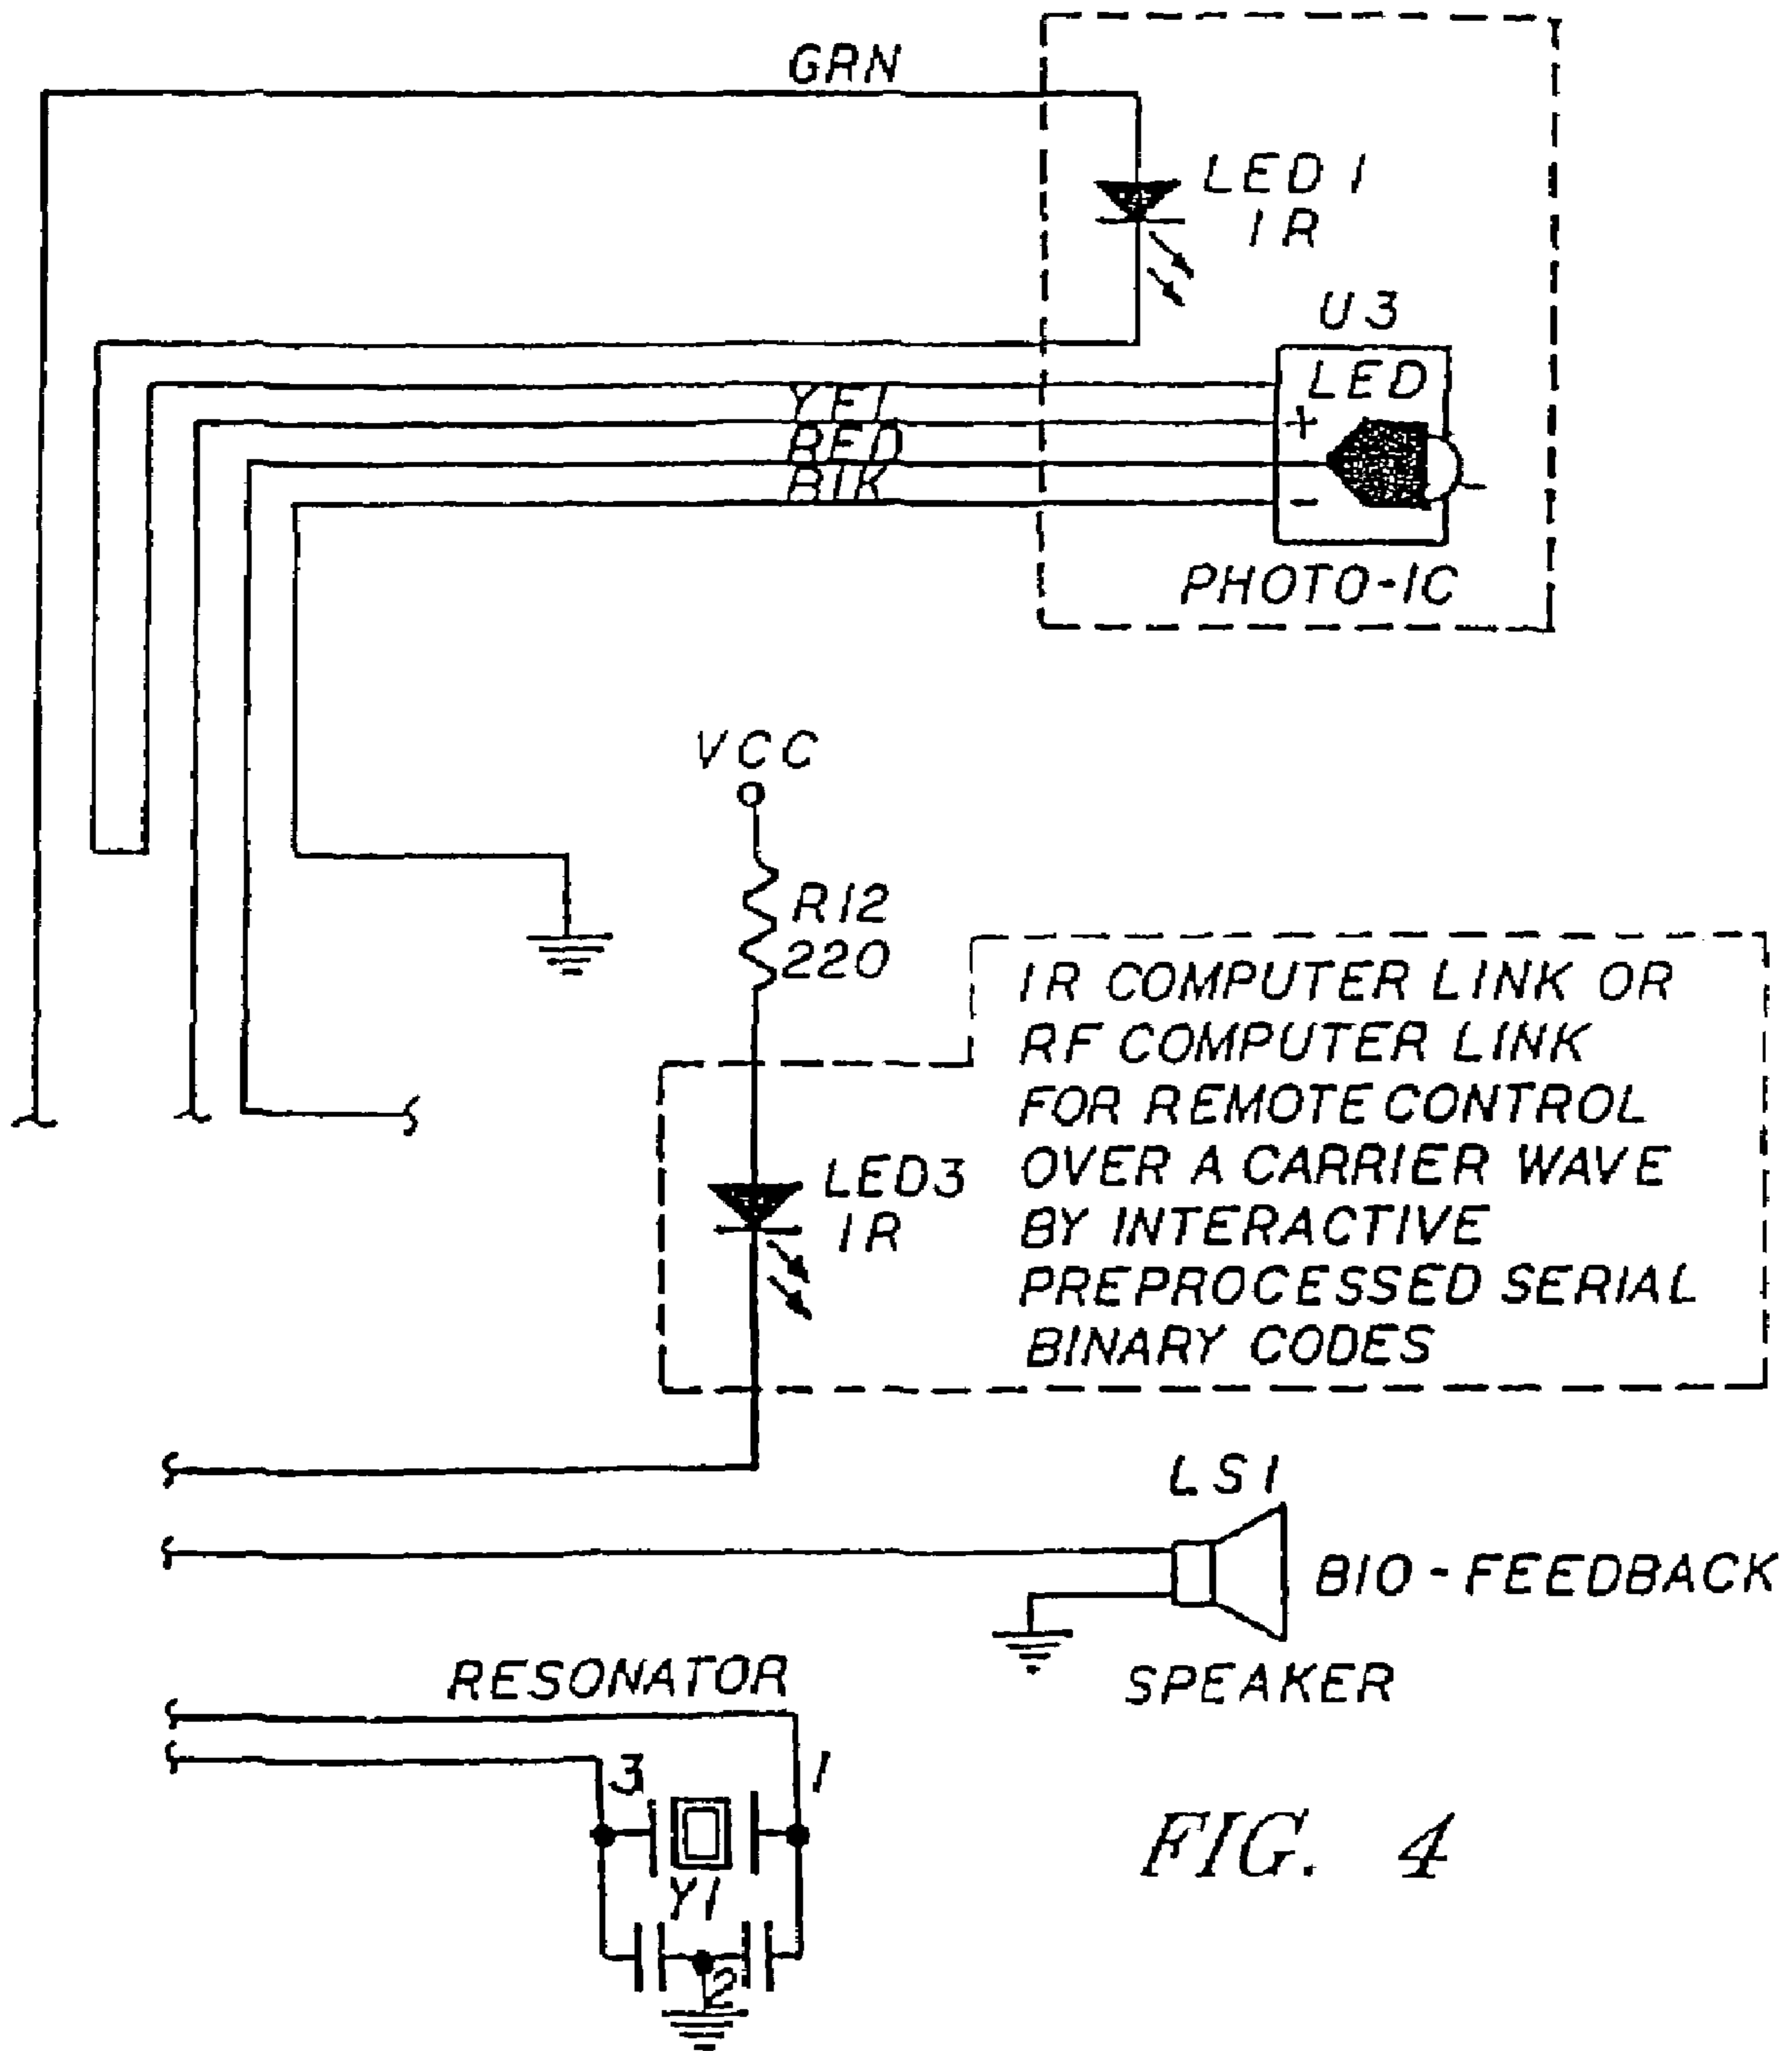 GRN
LED 1
IR
U3
LED
YEL
+
RED
BLK
-
PHOTO-IC
VCC
R12
220
IR COMPUTER LINK OR
RF COMPUTER LINK
FOR REMOTE CONTROL
OVER A CARRIER WAVE
BY INTERACTIVE
PREPROCESSED SERIAL
BINARY CODES
LED3
IR
LS1
BIO-FEEDBACK
SPEAKER
RESONATOR
3
1
Y1
2
FIG. 4